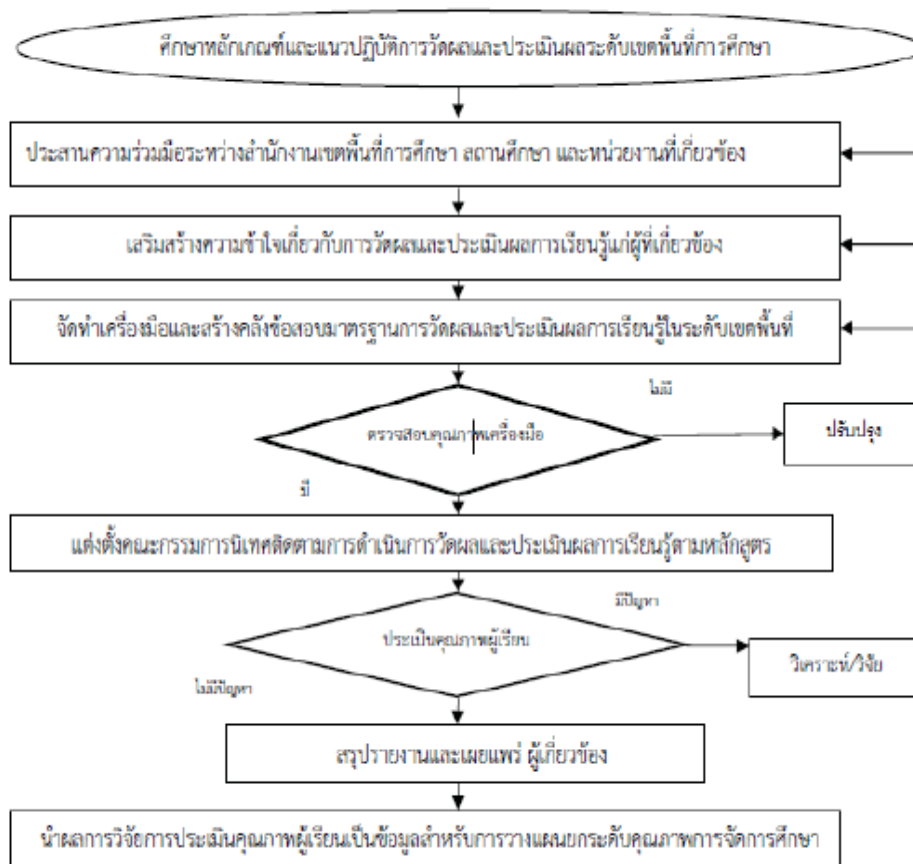 ศึกษาหลักเกณฑ์และแนวปฏิบัติการวัดผลและประเมินผลระดับเขตพื้นที่การศึกษา
ประสานความร่วมมือระหว่างสำนักงานเขตพื้นที่การศึกษา สถานศึกษา และหน่วยงานที่เกี่ยวข้อง
เสริมสร้างความเข้าใจเกี่ยวกับการวัดผลและประเมินผลการเรียนรู้แก่ผู้ที่เกี่ยวข้อง
จัดทำเครื่องมือและสร้างคลังข้อสอบมาตรฐานการวัดผลและประเมินผลการเรียนรู้ในระดับเขตพื้นที่
ไม่มี
ตรวจสอบคุณภาพเครื่องมือ
ปรับปรุง
มี
แต่งตั้งคณะกรรมการนิเทศติดตามการดำเนินการวัดผลและประเมินผลการเรียนรู้ตามหลักสูตร
มีปัญหา
ประเมินคุณภาพผู้เรียน
วิเคราะห์/วิจัย
ไม่มีปัญหา
สรุปรายงานและเผยแพร่ ผู้เกี่ยวข้อง
นำผลการวิจัยการประเมินคุณภาพผู้เรียนเป็นข้อมูลสำหรับการวางแผนยกระดับคุณภาพการจัดการศึกษา